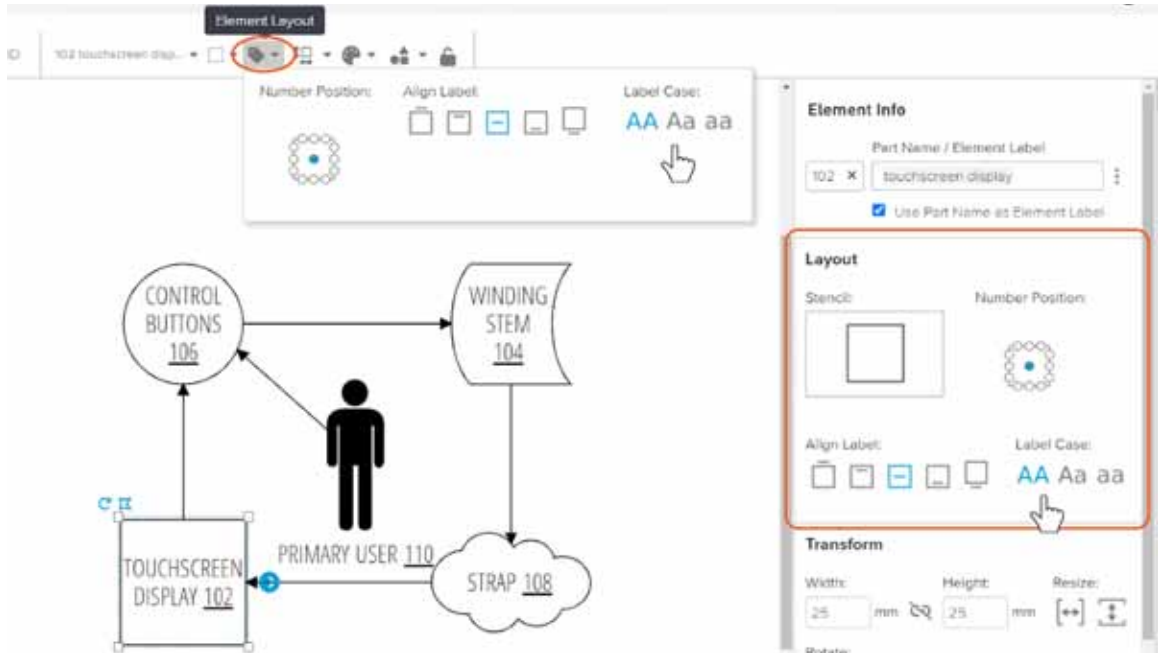 Element Layout
102 touchscreen disp...
Number Position:
Align Label:
Label Case:
AA Aa aa
Element Info
Part Name / Element Label
102 ×
touchscreen display
Use Part Name as Element Label
Layout
Stencil:
Number Position:
Align Label:
Label Case:
AA Aa aa
Transform
Width:
Height:
Resize:
25 mm
25 mm
Rotate:
CONTROL
BUTTONS
106
WINDING
STEM
104
PRIMARY USER 110
TOUCHSCREEN
DISPLAY 102
STRAP 108